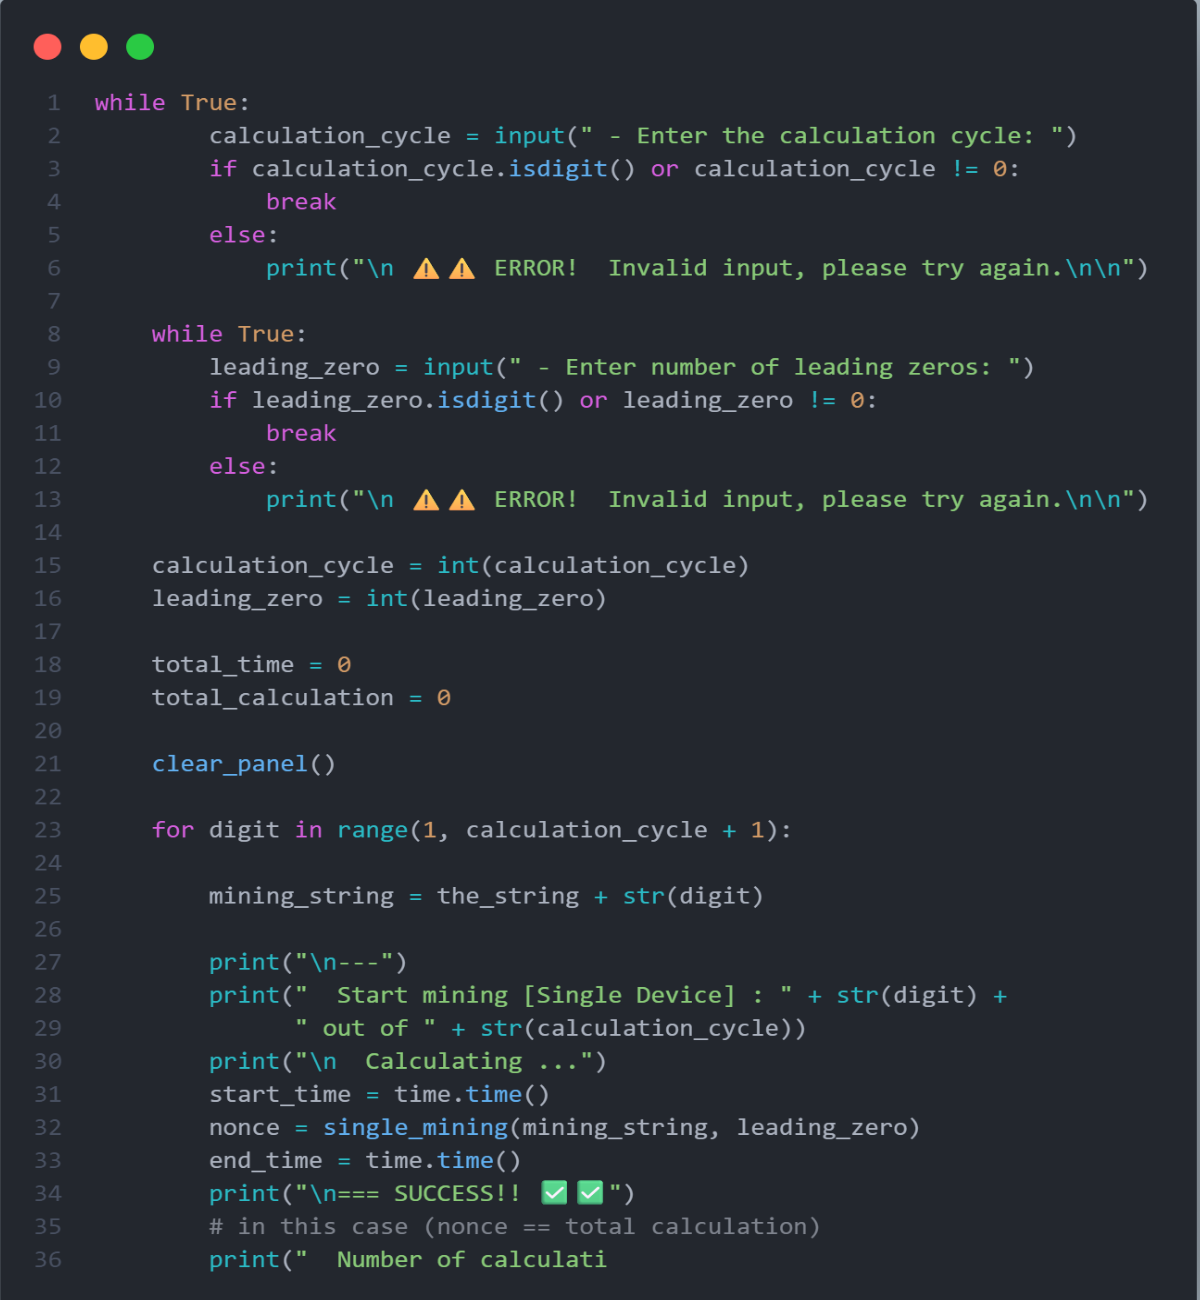 1 while True:
2         calculation_cycle = input(" - Enter the calculation cycle: ")
3         if calculation_cycle.isdigit() or calculation_cycle != 0:
4             break
5         else:
6             print("\n ⚠️⚠️ ERROR!  Invalid input, please try again.\n\n")
7
8     while True:
9         leading_zero = input(" - Enter number of leading zeros: ")
10         if leading_zero.isdigit() or leading_zero != 0:
11             break
12         else:
13             print("\n ⚠️⚠️ ERROR!  Invalid input, please try again.\n\n")
14
15     calculation_cycle = int(calculation_cycle)
16     leading_zero = int(leading_zero)
17
18     total_time = 0
19     total_calculation = 0
20
21     clear_panel()
22
23     for digit in range(1, calculation_cycle + 1):
24
25         mining_string = the_string + str(digit)
26
27         print("\n---")
28         print("  Start mining [Single Device] : " + str(digit) +
29               " out of " + str(calculation_cycle))
30         print("\n  Calculating ...")
31         start_time = time.time()
32         nonce = single_mining(mining_string, leading_zero)
33         end_time = time.time()
34         print("\n=== SUCCESS!! ✅✅")
35         # in this case (nonce == total calculation)
36         print("  Number of calculati